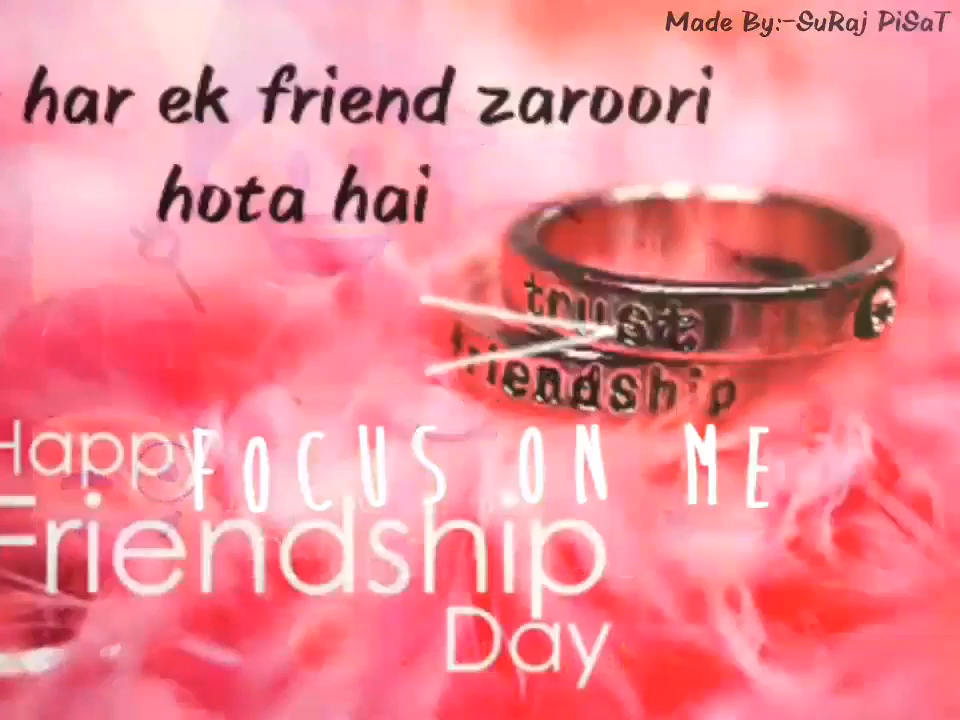 Made By:-SuRaj PiSaT
har ek friend zaroori
hota hai
trust
friendship
Happy
FOCUS ON ME
Friendship
Day